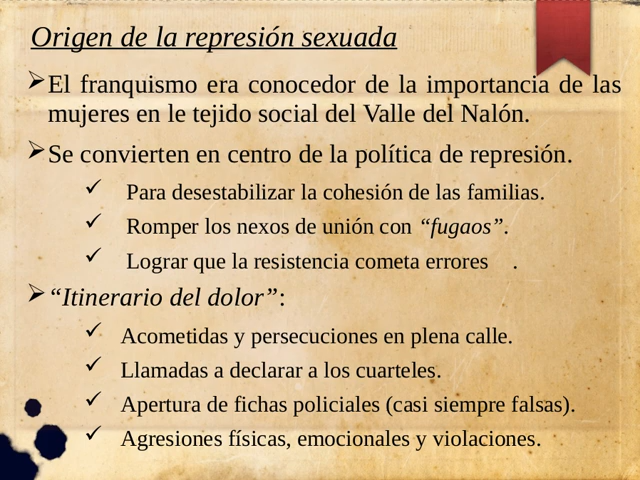 Origen de la represión sexuada
➢El franquismo era conocedor de la importancia de las
mujeres en le tejido social del Valle del Nalón.
➢Se convierten en centro de la política de represión.
✓ Para desestabilizar la cohesión de las familias.
✓ Romper los nexos de unión con “fugaos”.
✓ Lograr que la resistencia cometa errores .
➢“Itinerario del dolor”:
✓ Acometidas y persecuciones en plena calle.
✓ Llamadas a declarar a los cuarteles.
✓ Apertura de fichas policiales (casi siempre falsas).
✓ Agresiones físicas, emocionales y violaciones.